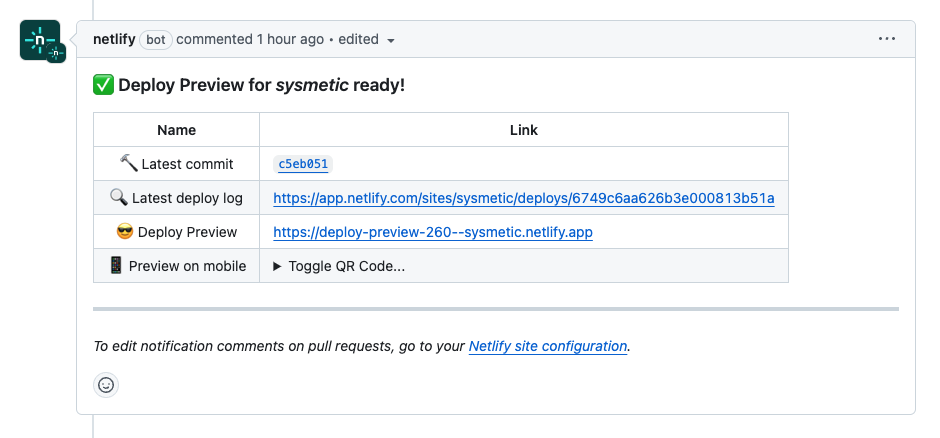 netlify bot commented 1 hour ago • edited
✅ Deploy Preview for sysmetic ready!
Name Link
🔨 Latest commit c5eb051
🔍 Latest deploy log https://app.netlify.com/sites/sysmetic/deploys/6749c6aa626b3e000813b51a
😎 Deploy Preview https://deploy-preview-260--sysmetic.netlify.app
📱 Preview on mobile ▶ Toggle QR Code...
To edit notification comments on pull requests, go to your Netlify site configuration.